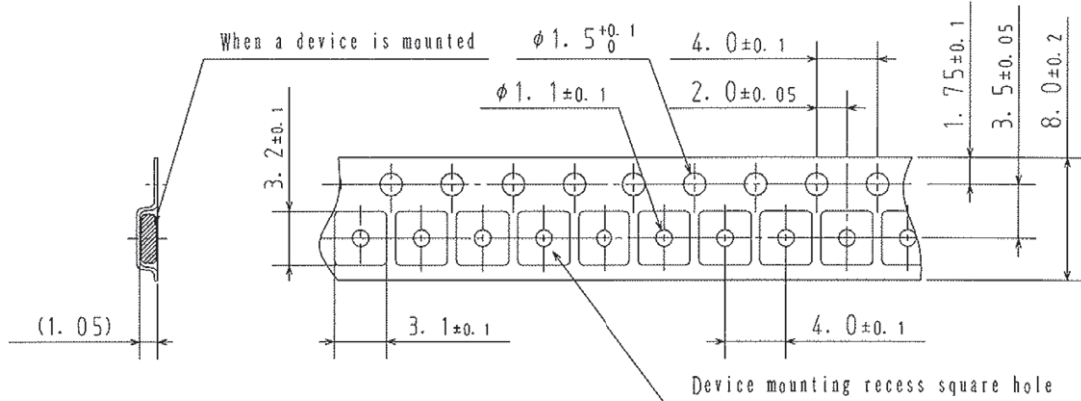 When a device is mounted
φ1.5+0.1 0
4.0±0.1
φ1.1±0.1
2.0±0.05
1.75±0.1
3.5±0.05
8.0±0.2
3.2±0.1
(1.05)
3.1±0.1
4.0±0.1
Device mounting recess square hole